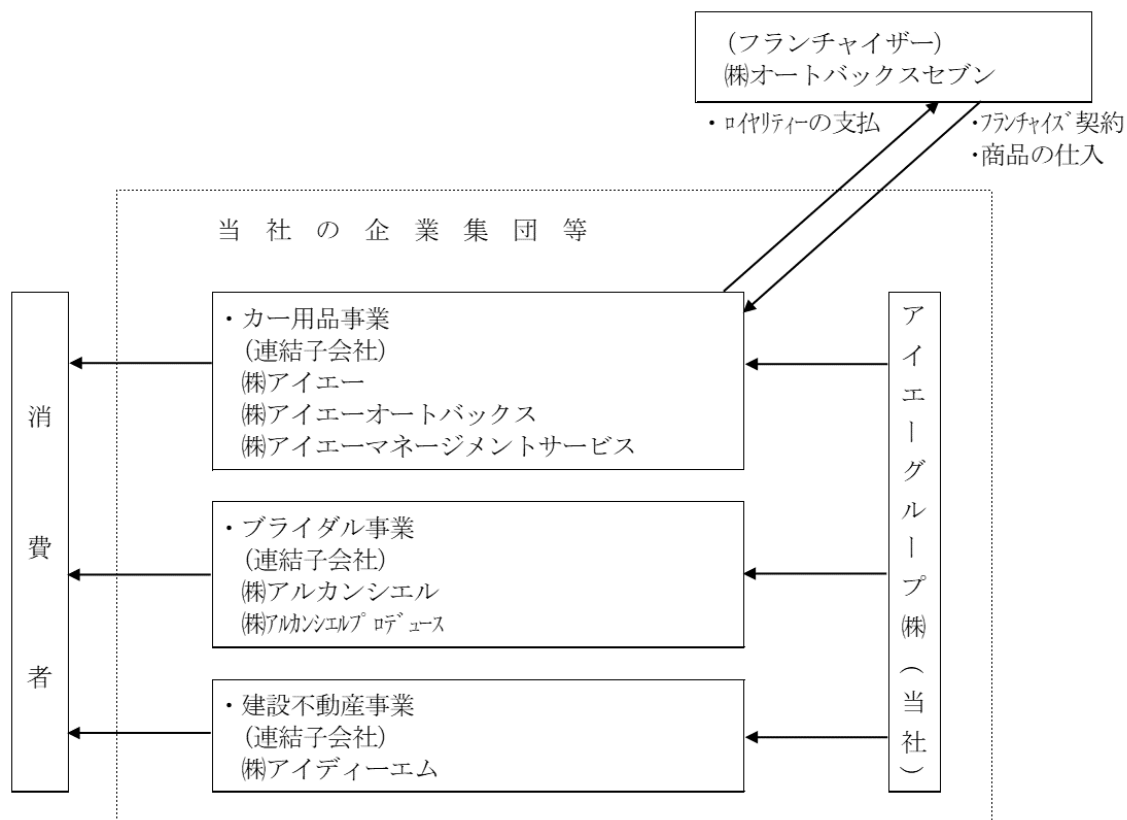 (フランチャイザー)
㈱オートバックスセブン
・ロイヤリティーの支払
・フランチャイズ契約
・商品の仕入
当社の企業集団等
・カー用品事業
(連結子会社)
㈱アイエー
㈱アイエーオートバックス
㈱アイエーマネージメントサービス
・ブライダル事業
(連結子会社)
㈱アルカンシエル
㈱アルカンシエルプロデュース
・建設不動産事業
(連結子会社)
㈱アイディーエム
消費者
アイエーグループ㈱(当社)